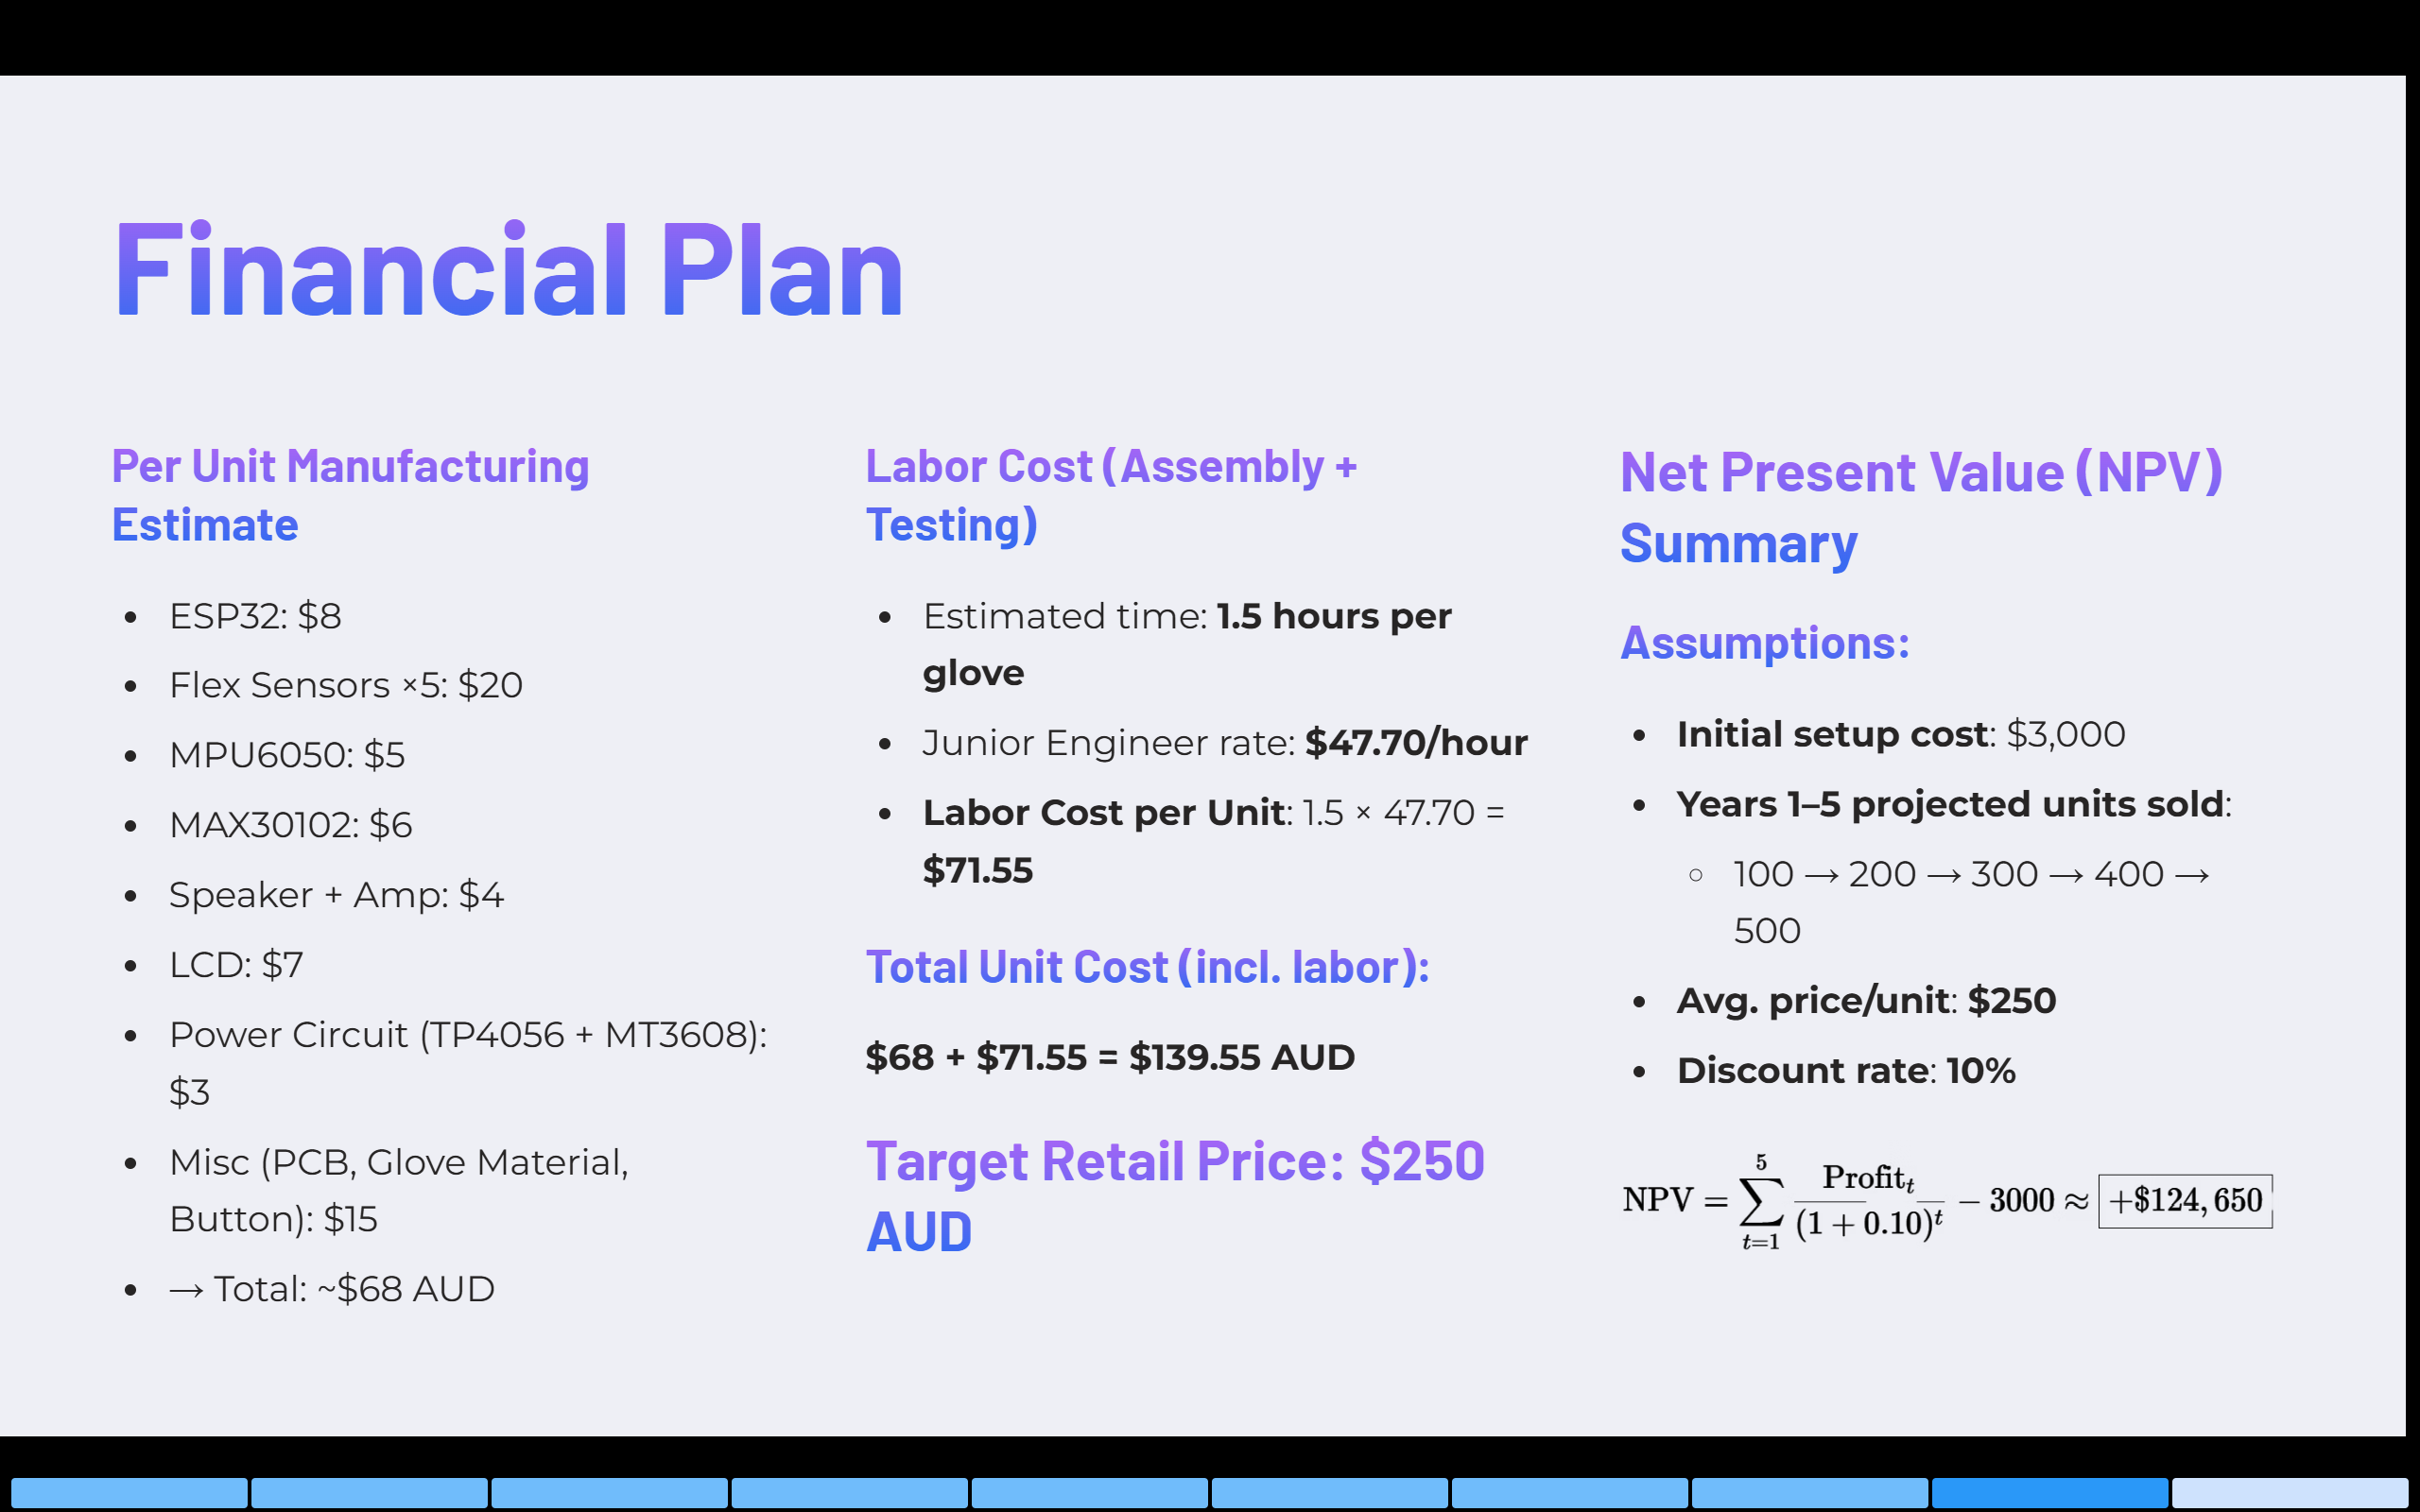 Financial Plan
Per Unit Manufacturing
Estimate
• ESP32: $8
• Flex Sensors ×5: $20
• MPU6050: $5
• MAX30102: $6
• Speaker + Amp: $4
• LCD: $7
• Power Circuit (TP4056 + MT3608):
$3
• Misc (PCB, Glove Material,
Button): $15
• → Total: ~$68 AUD
Labor Cost (Assembly +
Testing)
• Estimated time: 1.5 hours per
glove
• Junior Engineer rate: $47.70/hour
• Labor Cost per Unit: 1.5 × 47.70 =
$71.55
Total Unit Cost (incl. labor):
$68 + $71.55 = $139.55 AUD
Target Retail Price: $250
AUD
Net Present Value (NPV)
Summary
Assumptions:
• Initial setup cost: $3,000
• Years 1–5 projected units sold:
○ 100 → 200 → 300 → 400 →
500
• Avg. price/unit: $250
• Discount rate: 10%
NPV = ∑_{t=1}^{5} Profit_t / (1 + 0.10)^t − 3000 ≈ +$124,650